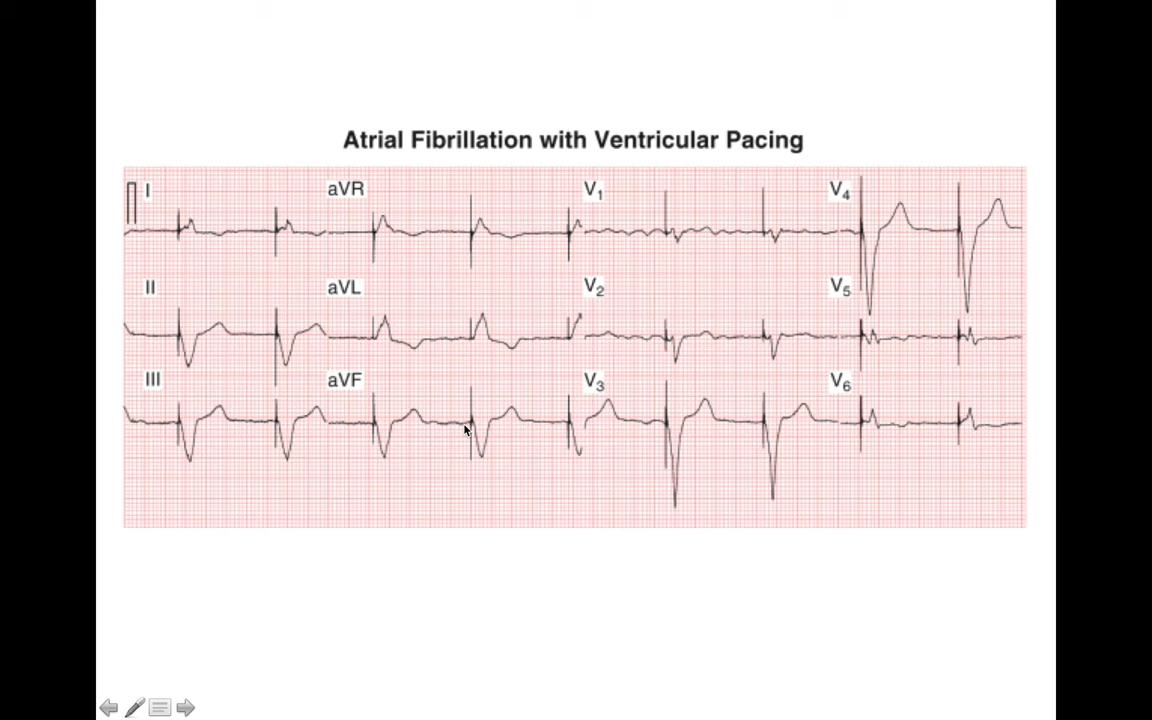 Atrial Fibrillation with Ventricular Pacing
I aVR V1 V4
II aVL V2 V5
III aVF V3 V6